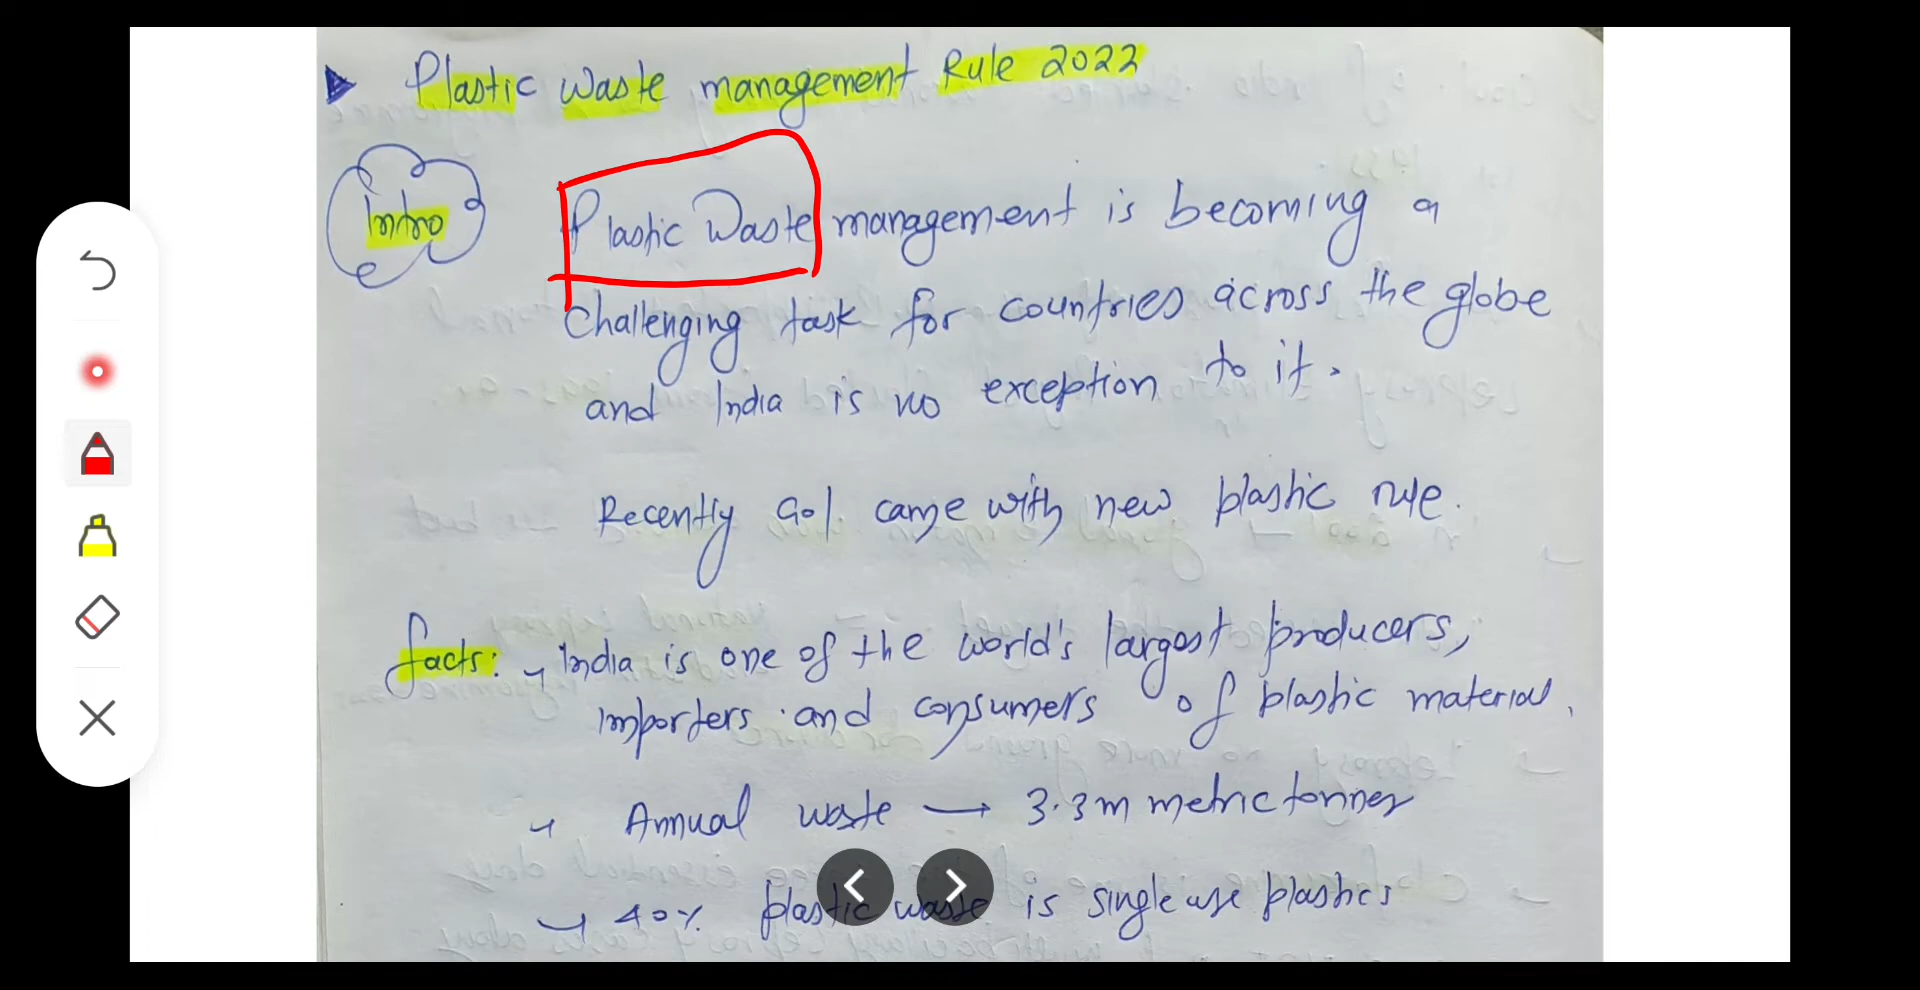 Plastic Waste management Rule 2022
Intro
Plastic Waste management is becoming a
challenging task for countries across the globe
and India is no exception to it.
Recently GoI came with new plastic rule.
facts: India is one of the world's largest producers,
importers and consumers of plastic material.
Annual waste → 3.3m metric tonnes
40% plastic waste is single use plastics